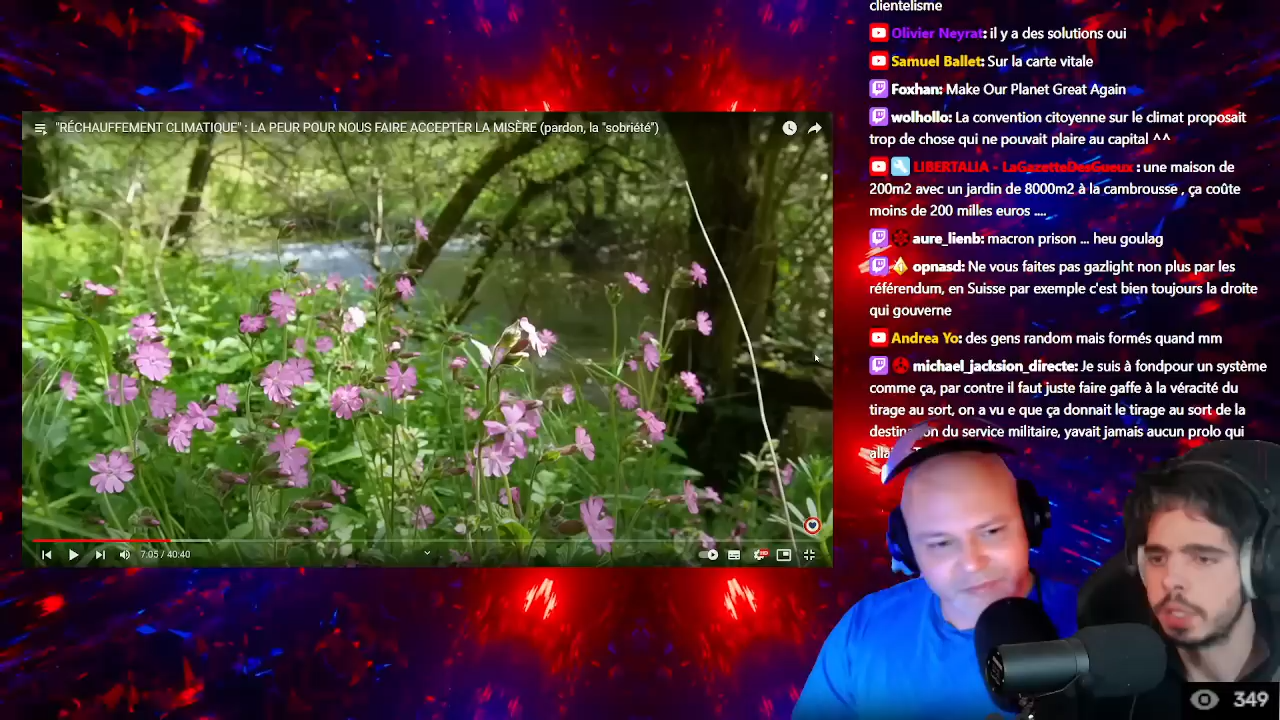 "RÉCHAUFFEMENT CLIMATIQUE" : LA PEUR POUR NOUS FAIRE ACCEPTER LA MISÈRE (pardon, la "sobriété")
7:05 / 40:40
clientelisme
Olivier Neyrat: il y a des solutions oui
Samuel Ballet: Sur la carte vitale
Foxhan: Make Our Planet Great Again
wolhollo: La convention citoyenne sur le climat proposait
trop de chose qui ne pouvait plaire au capital ^^
LIBERTALIA - LaGazetteDesGueux : une maison de
200m2 avec un jardin de 8000m2 à la cambrousse , ça coûte
moins de 200 milles euros ....
aure_lienb: macron prison ... heu goulag
opnasd: Ne vous faites pas gazlight non plus par les
référendum, en Suisse par exemple c'est bien toujours la droite
qui gouverne
Andrea Yo: des gens random mais formés quand mm
michael_jacksion_directe: Je suis à fondpour un système
comme ça, par contre il faut juste faire gaffe à la véracité du
tirage au sort, on a vu e que ça donnait le tirage au sort de la
du service militaire, yavait jamais aucun prolo qui
349